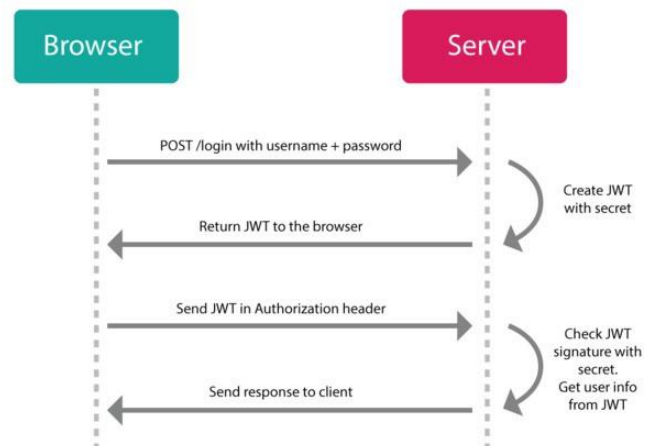 Browser
Server
POST /login with username + password
Create JWT
with secret
Return JWT to the browser
Send JWT in Authorization header
Check JWT
signature with
secret.
Get user info
from JWT
Send response to client